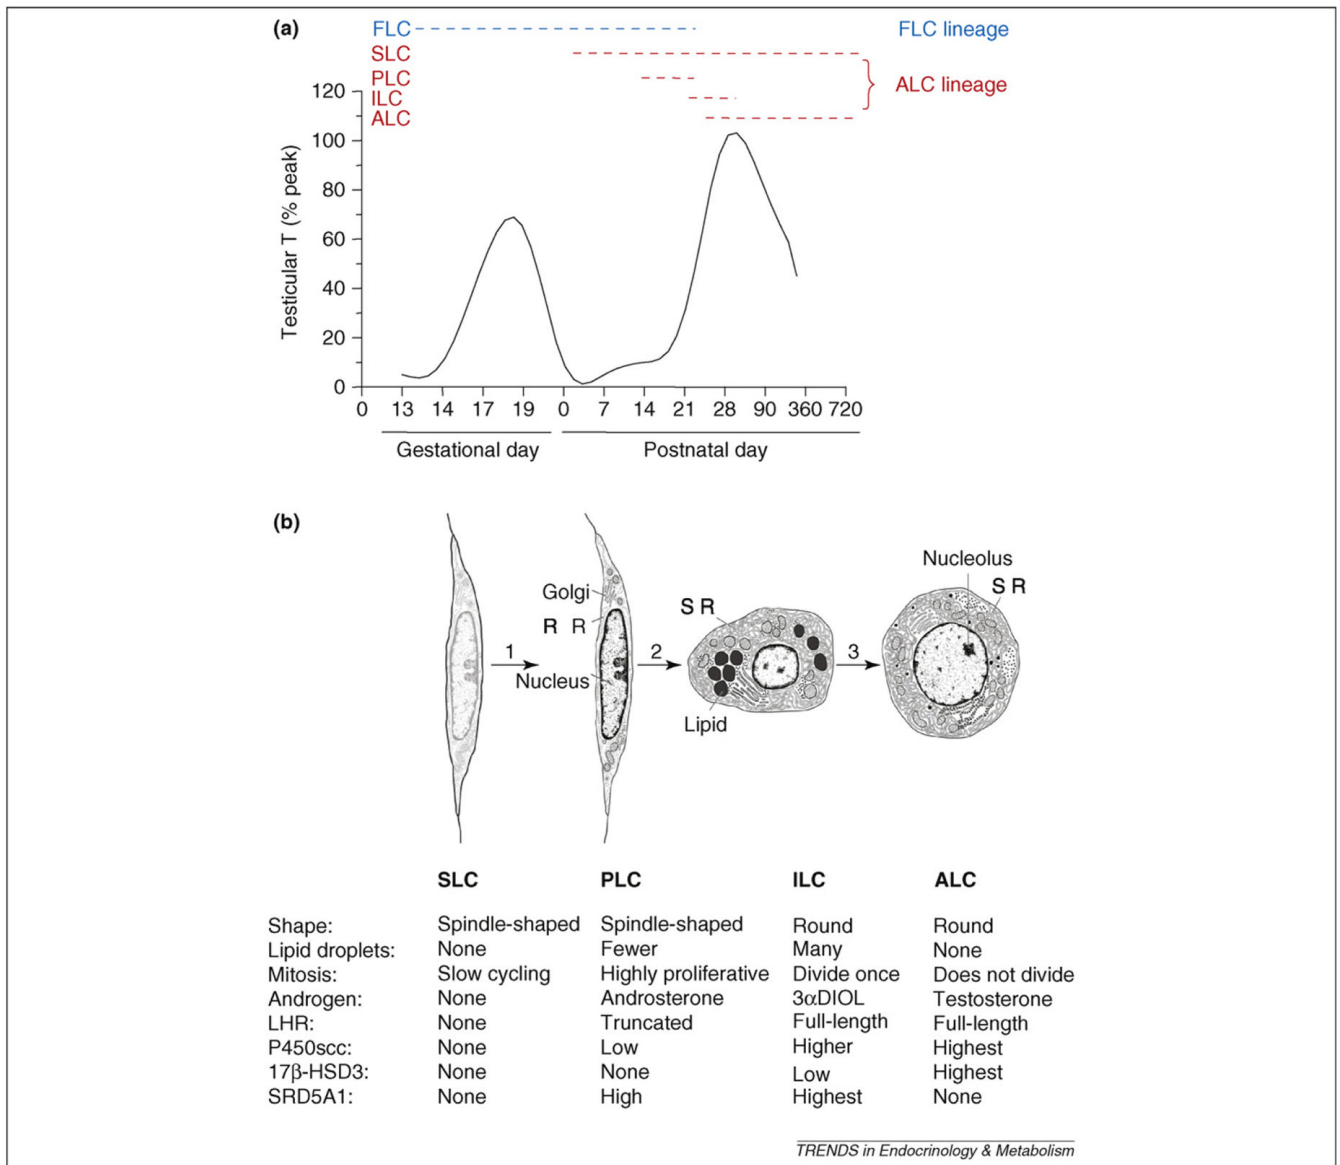 (a)
FLC
FLC lineage
SLC
PLC
ILC
ALC
ALC lineage
Testicular T (% peak)
120
100
80
60
40
20
0
0 13 14 17 19 0 7 14 21 28 90 360 720
Gestational day Postnatal day
(b)
Nucleolus
S R
Golgi
R R
Nucleus
S R
Lipid
1 2 3
SLC PLC ILC ALC
Shape: Spindle-shaped Spindle-shaped Round Round
Lipid droplets: None Fewer Many None
Mitosis: Slow cycling Highly proliferative Divide once Does not divide
Androgen: None Androsterone 3αDIOL Testosterone
LHR: None Truncated Full-length Full-length
P450scc: None Low Higher Highest
17β-HSD3: None None Low Highest
SRD5A1: None High Highest None
TRENDS in Endocrinology & Metabolism